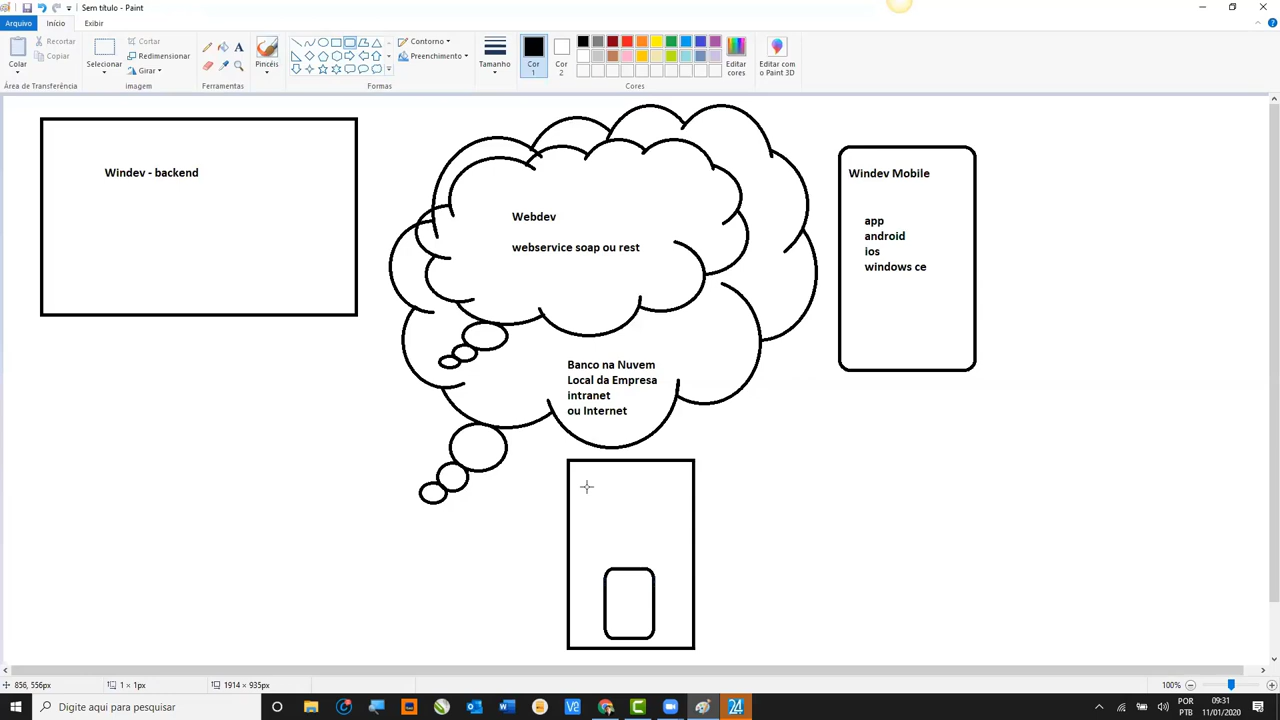 Sem título - Paint
Arquivo
Início
Exibir
Colar
Recortar
Copiar
Área de Transferência
Selecionar
Cortar
Redimensionar
Girar
imagem
A
Ferramentas
Pincéis
Contorno
Preenchimento
Formas
Tamanho
Cor
1
Cor
2
Editar
cores
Cores
Editar com
o Paint 3D
Windev - backend
Webdev
webservice soap ou rest
Banco na Nuvem
Local da Empresa
intranet
ou Internet
Windev Mobile
app
android
ios
windows ce
856, 556px
1 × 1px
1914 × 935px
100%
Digite aqui para pesquisar
V2
24
POR
PTB
09:31
11/01/2020